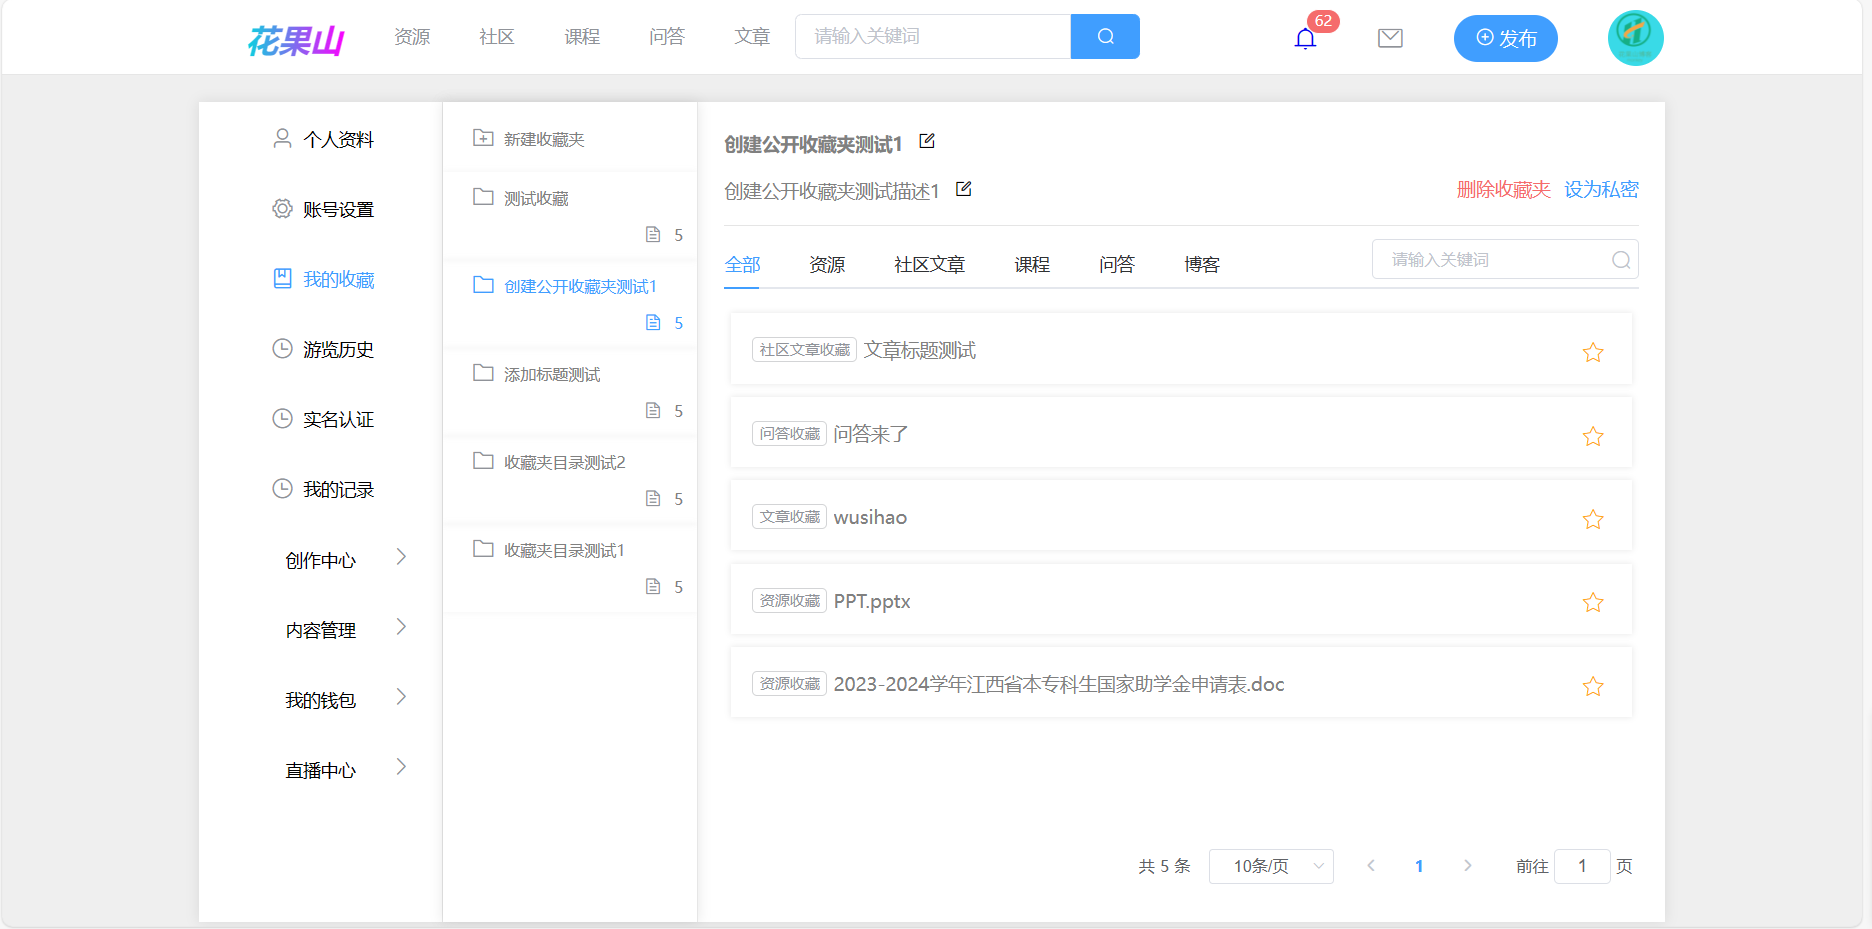 花果山
资源
社区
课程
问答
文章
请输入关键词
62
发布
个人资料
账号设置
我的收藏
游览历史
实名认证
我的记录
创作中心
内容管理
我的钱包
直播中心
新建收藏夹
测试收藏
5
创建公开收藏夹测试1
5
添加标题测试
5
收藏夹目录测试2
5
收藏夹目录测试1
5
创建公开收藏夹测试1
创建公开收藏夹测试描述1
删除收藏夹 设为私密
全部
资源
社区文章
课程
问答
博客
请输入关键词
社区文章收藏 文章标题测试
问答收藏 问答来了
文章收藏 wusihao
资源收藏 PPT.pptx
资源收藏 2023-2024学年江西省本专科生国家助学金申请表.doc
共 5 条
10条/页
1
前往 1 页